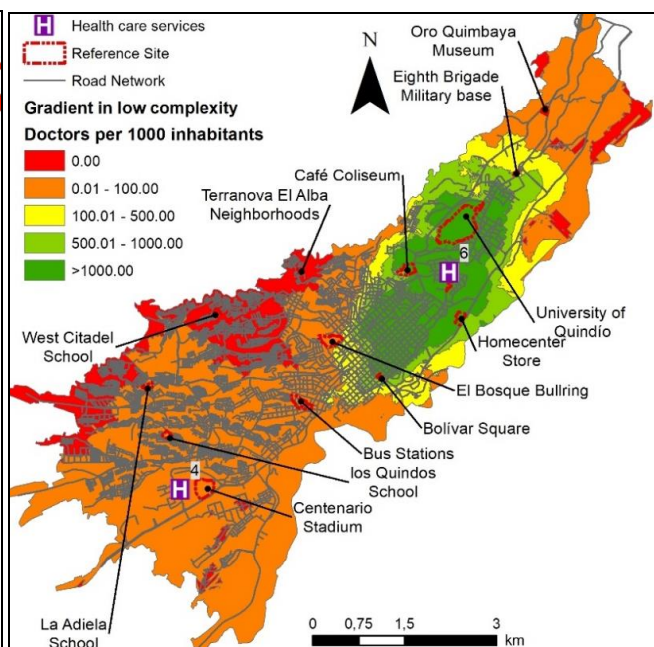 H Health care services
Reference Site
Road Network
Gradient in low complexity
Doctors per 1000 inhabitants
0.00
0.01 - 100.00
100.01 - 500.00
500.01 - 1000.00
>1000.00
N
Oro Quimbaya
Museum
Eighth Brigade
Military base
Café Coliseum
Terranova El Alba
Neighborhoods
6
H
University of
Quindío
West Citadel
School
Homecenter
Store
El Bosque Bullring
Bolívar Square
Bus Stations
los Quindos
School
4
H
Centenario
Stadium
La Adiela
School
0 0,75 1,5 3
km